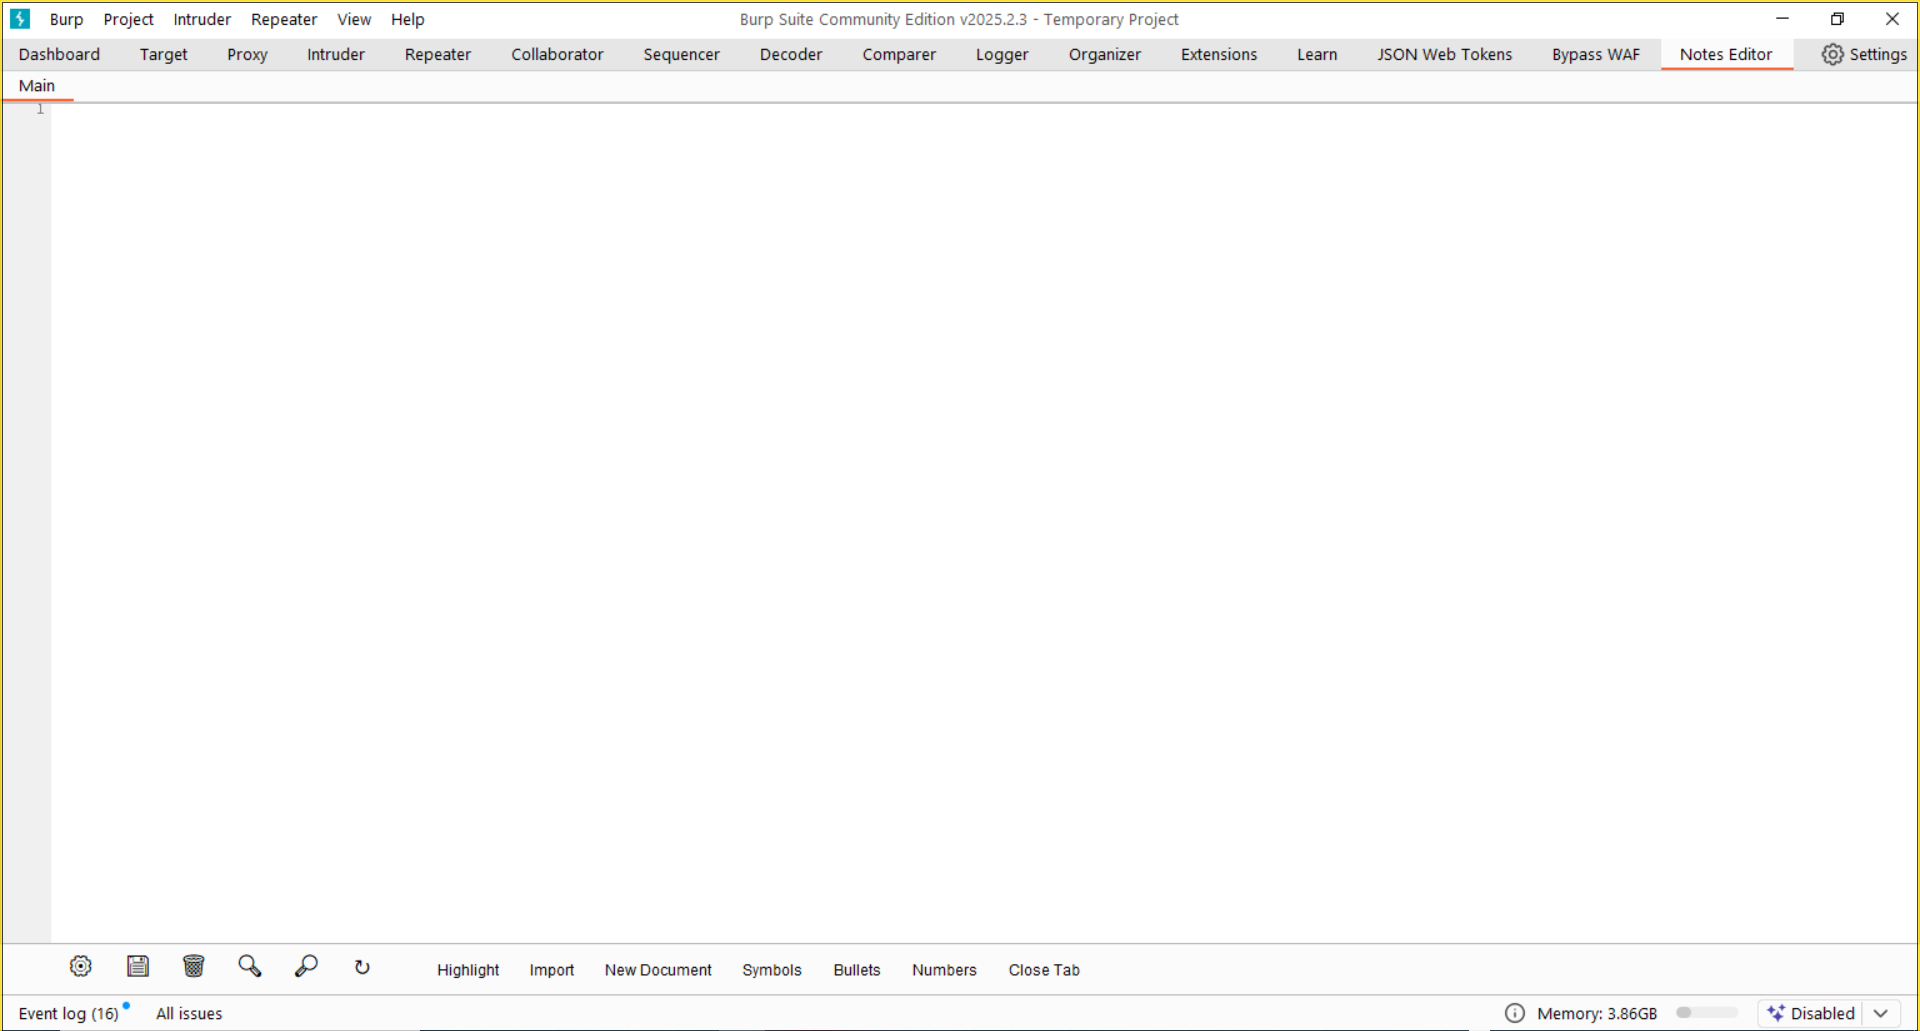 Burp Project Intruder Repeater View Help Burp Suite Community Edition v2025.2.3 - Temporary Project
Dashboard Target Proxy Intruder Repeater Collaborator Sequencer Decoder Comparer Logger Organizer Extensions Learn JSON Web Tokens Bypass WAF Notes Editor Settings
Main
1
Highlight Import New Document Symbols Bullets Numbers Close Tab
Event log (16) All issues Memory: 3.86GB Disabled